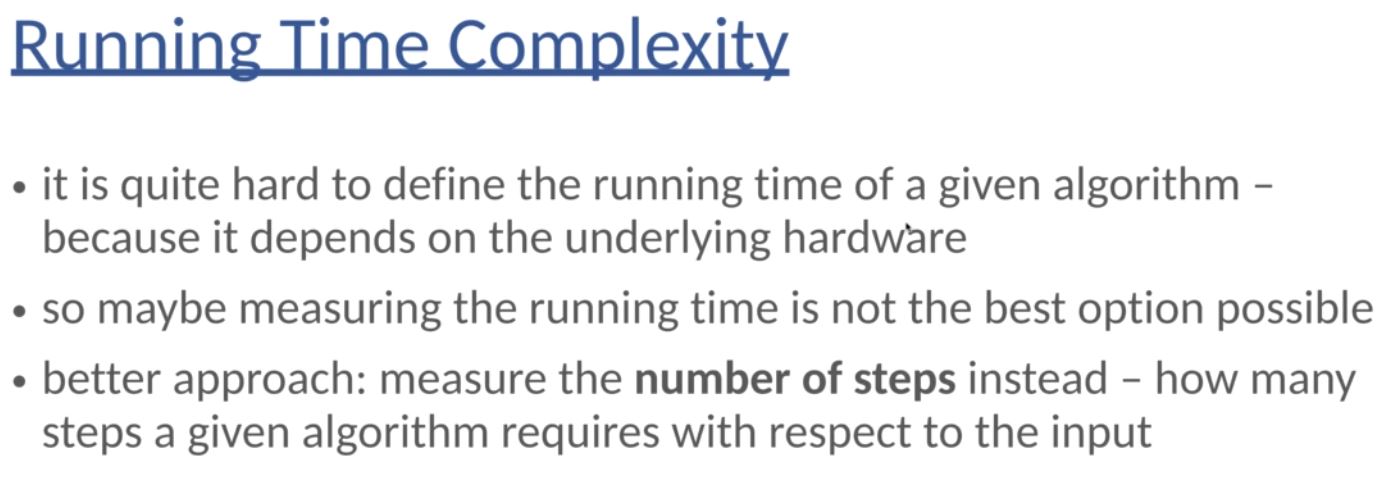 Running Time Complexity
• it is quite hard to define the running time of a given algorithm –
because it depends on the underlying hardware
• so maybe measuring the running time is not the best option possible
• better approach: measure the number of steps instead – how many
steps a given algorithm requires with respect to the input